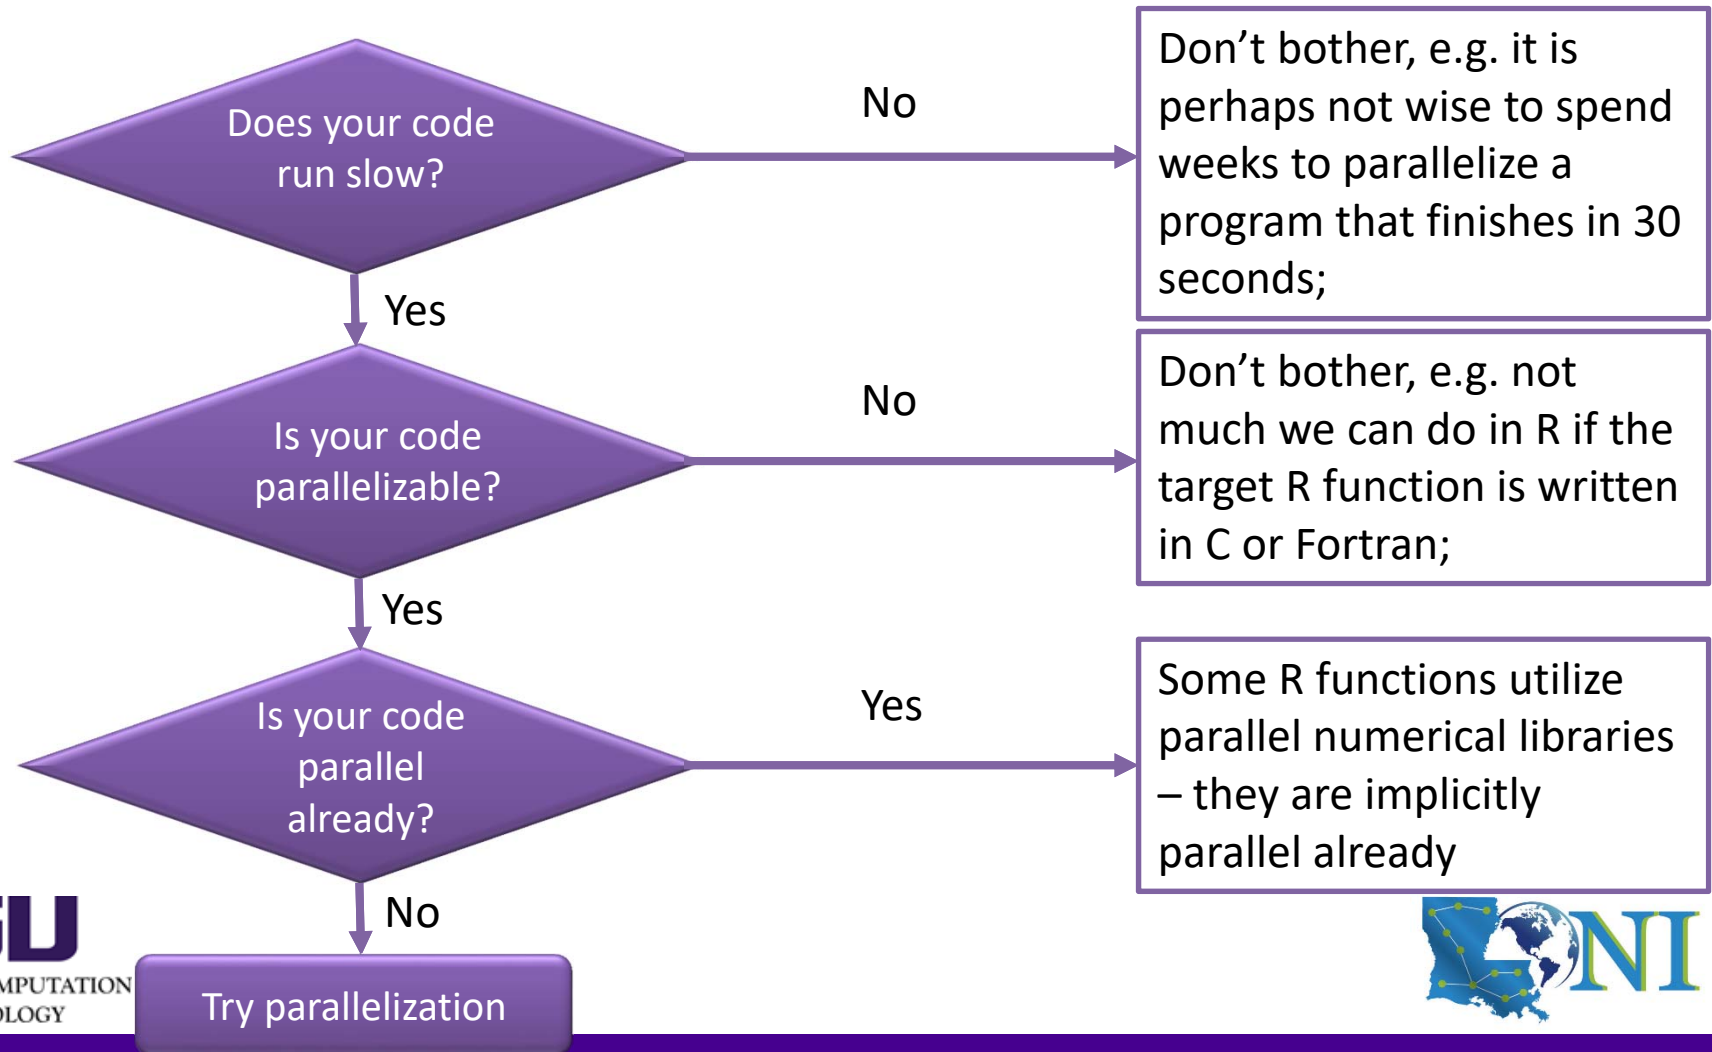 Does your code
run slow?
No
Don’t bother, e.g. it is
perhaps not wise to spend
weeks to parallelize a
program that finishes in 30
seconds;
Yes
Is your code
parallelizable?
No
Don’t bother, e.g. not
much we can do in R if the
target R function is written
in C or Fortran;
Yes
Is your code
parallel
already?
Yes
Some R functions utilize
parallel numerical libraries
– they are implicitly
parallel already
No
Try parallelization
LONI